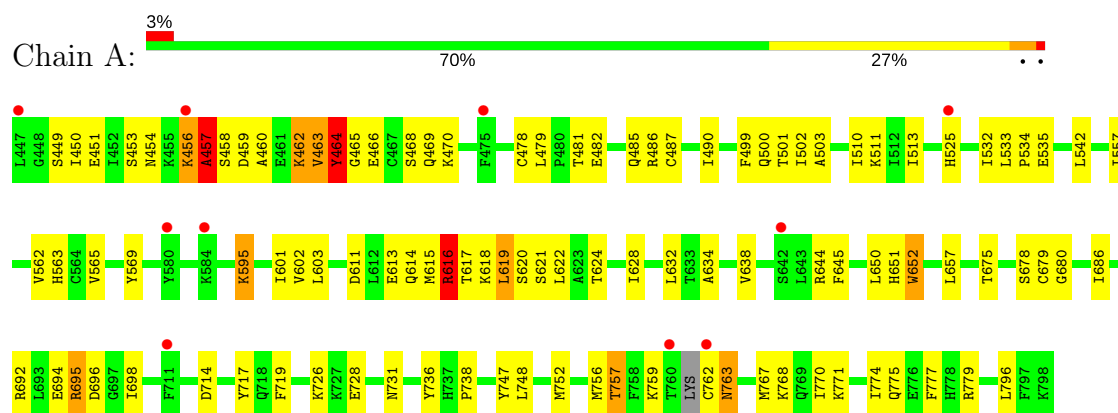 3%
Chain A:
70% 27% . .
L447 G448 S449 I450 E451 I452 S453 N454 K455 K456 A457 S458 D459 A460 E461 K462 V463 Y464 G465 E466 C467 S468 Q469 K470 F475 C478 L479 P480 T481 E482 Q485 R486 C487 I490 F499 Q500 T501 I502 A503 I510 K511 I512 I513 H525 I532 L533 P534 E535 L542 I557
V562 H563 C564 V565 Y569 Y580 K584 K595 I601 V602 L603 D611 L612 E613 Q614 M615 R616 T617 K618 L619 S620 S621 L622 A623 T624 I628 L632 T633 A634 V638 S642 L643 R644 F645 L650 H651 W652 L657 T675 S678 C679 G680 I686
R692 L693 E694 R695 D696 G697 I698 F711 D714 Y717 Q718 F719 K726 K727 E728 N731 Y736 H737 P738 Y747 L748 M752 M756 T757 F758 K759 T760 LYS C762 N763 M767 K768 Q769 I770 K771 I774 Q775 E776 F777 H778 R779 L796 F797 K798